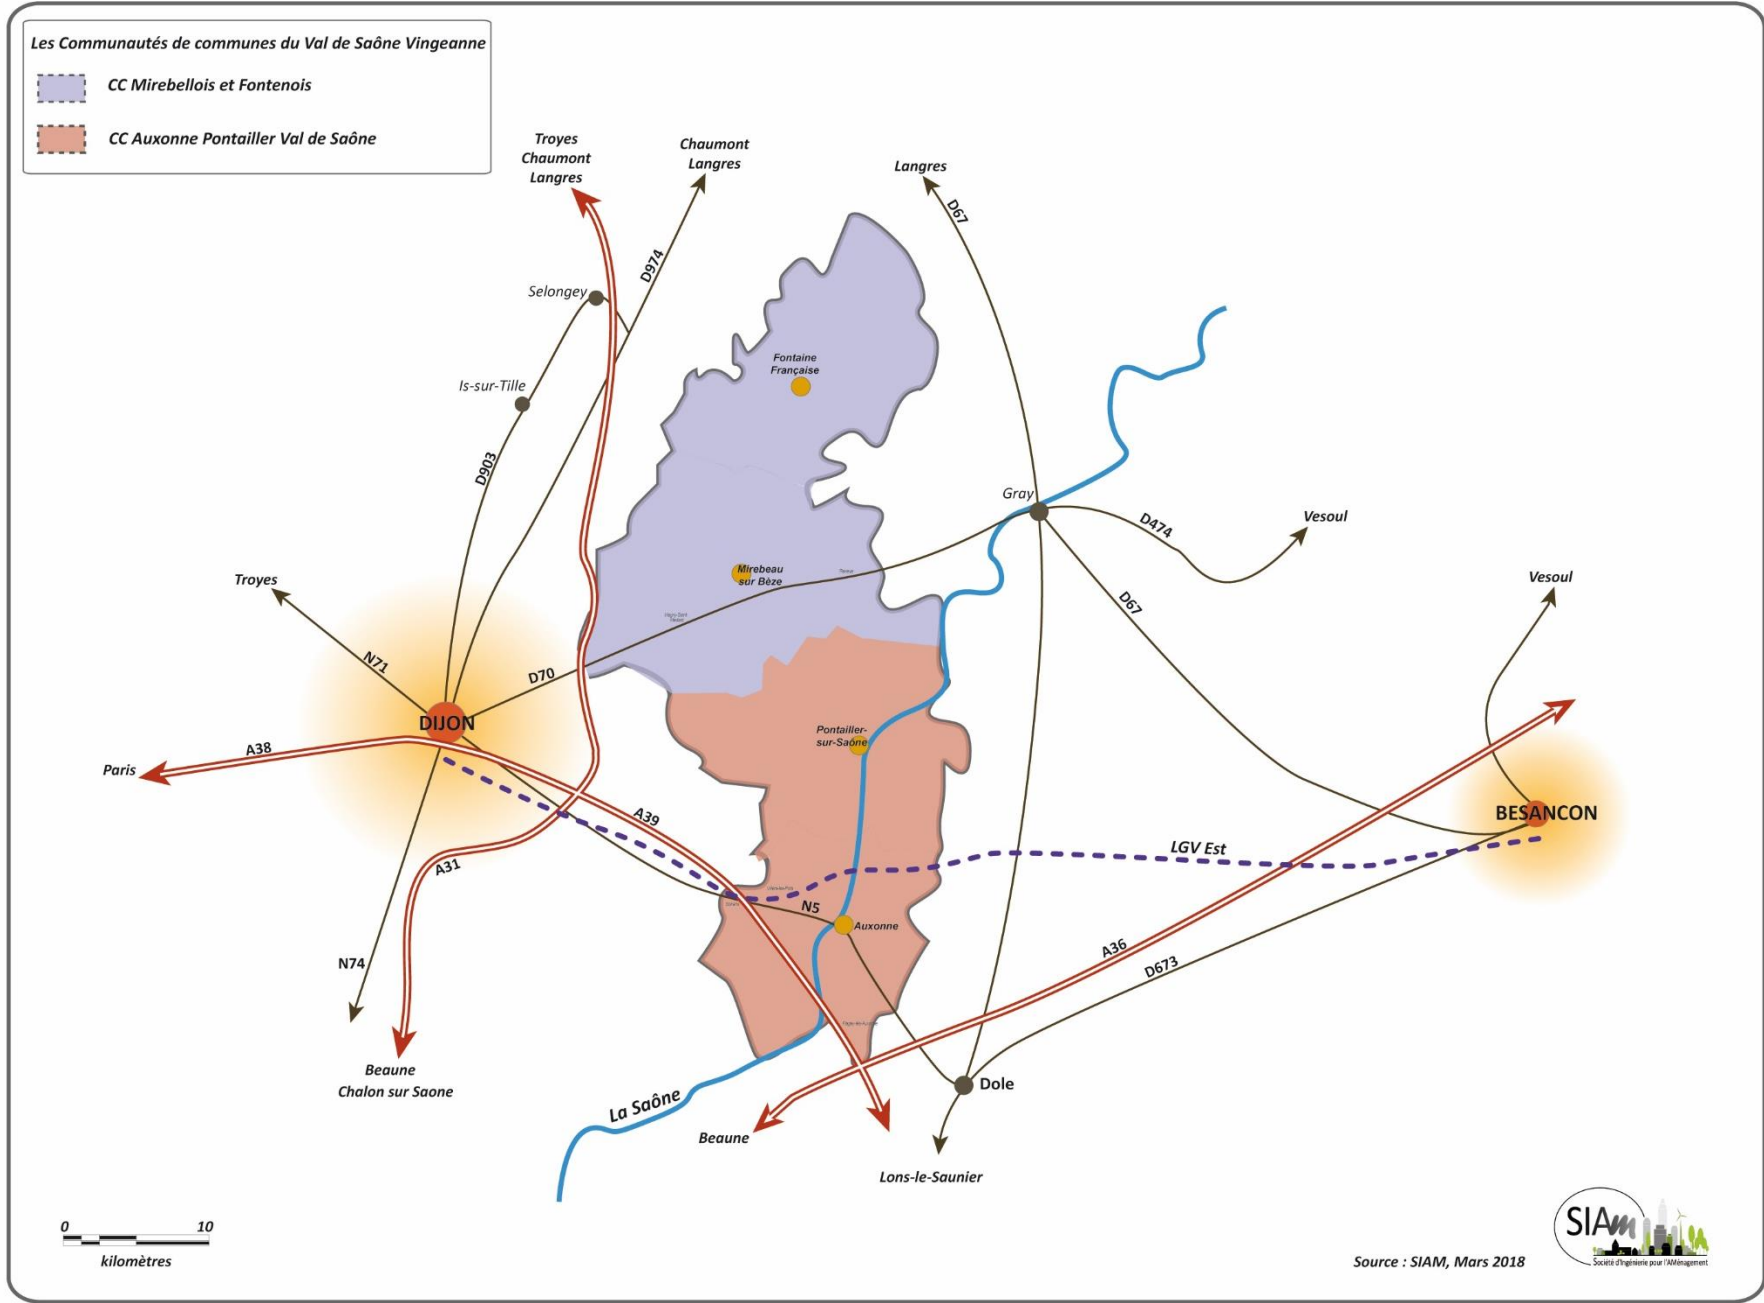 Les Communautés de communes du Val de Saône Vingeanne
CC Mirebellois et Fontenois
CC Auxonne Pontailler Val de Saône
Troyes
Chaumont
Langres
Chaumont
Langres
Langres
D67
D974
Selongey
Is-sur-Tille
D903
Fontaine
Française
Gray
D474
Vesoul
Vesoul
Troyes
N71
Mirebeau
sur Bèze
D67
D70
DIJON
A38
Paris
Pontailler-
sur-Saône
A39
BESANCON
LGV Est
A31
N5
Auxonne
N74
A36
D673
Beaune
Chalon sur Saone
La Saône
Dole
Beaune
Lons-le-Saunier
0 10
kilomètres
Source : SIAM, Mars 2018
SIAm
Société d'Ingénierie pour l'AMénagement